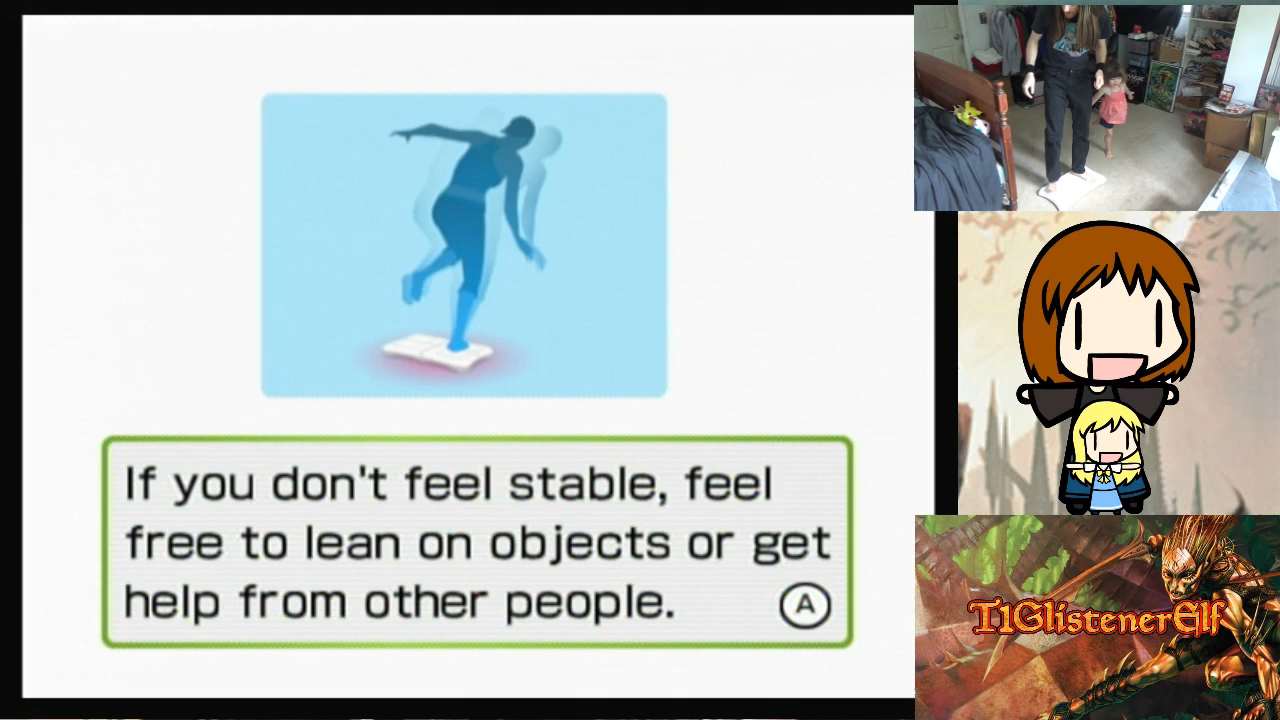 If you don't feel stable, feel
free to lean on objects or get
help from other people.
A
T1GlistenerElf